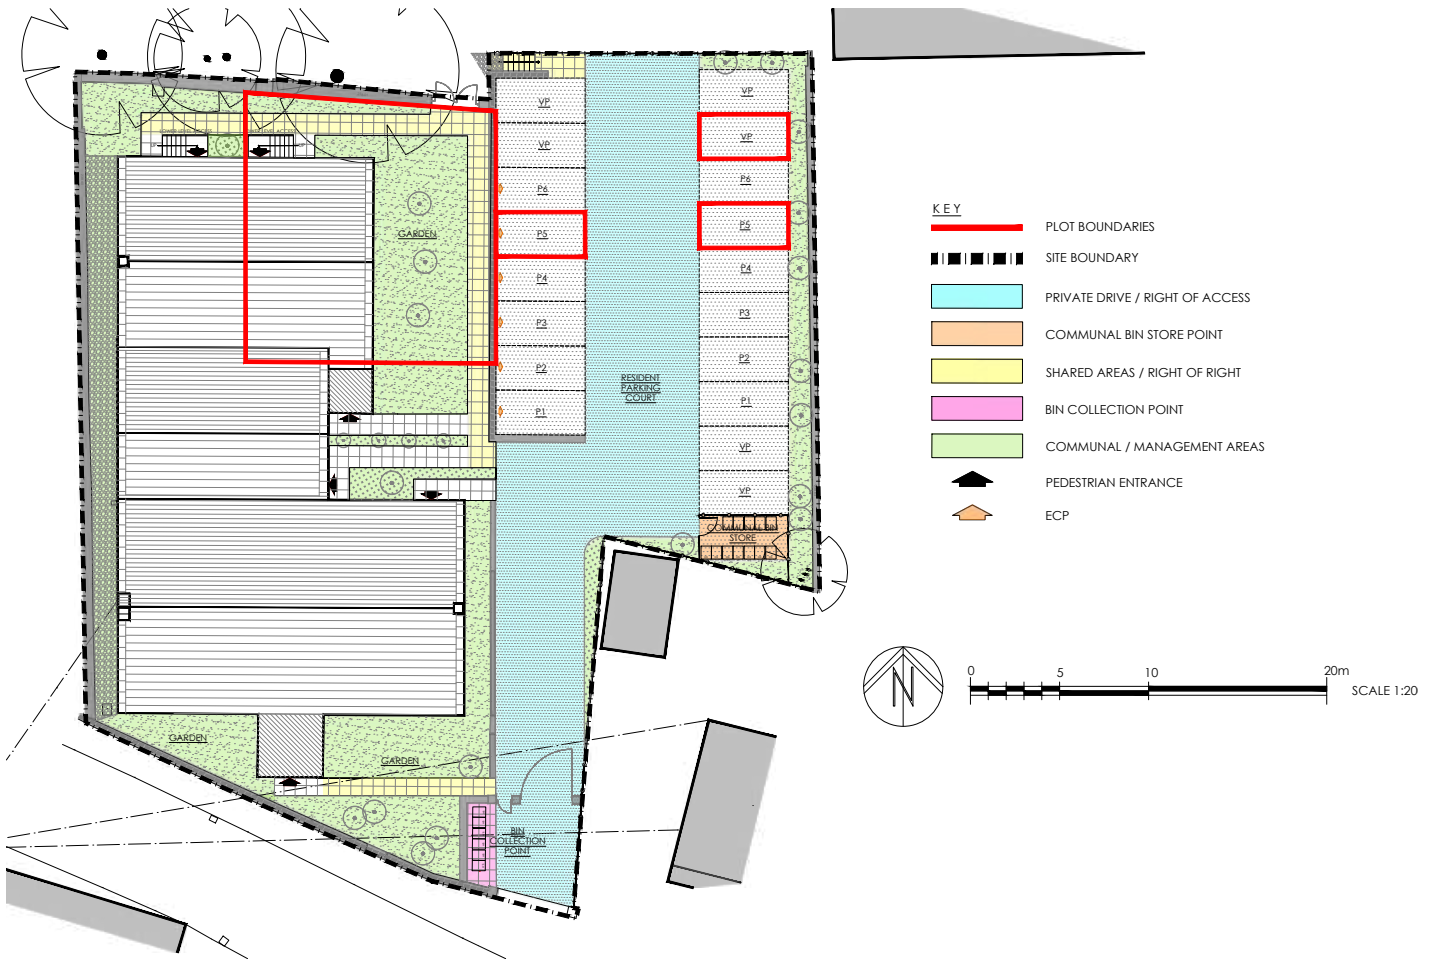 VP
VP
P6
P5
P4
P3
P2
P1
VP
VP
P6
P5
P4
P3
P2
P1
VP
VP
GARDEN
RESIDENT
PARKING
COURT
COMMUNAL BIN
STORE
GARDEN
GARDEN
BIN
COLLECTION
POINT
KEY
PLOT BOUNDARIES
SITE BOUNDARY
PRIVATE DRIVE / RIGHT OF ACCESS
COMMUNAL BIN STORE POINT
SHARED AREAS / RIGHT OF RIGHT
BIN COLLECTION POINT
COMMUNAL / MANAGEMENT AREAS
PEDESTRIAN ENTRANCE
ECP
N
0 5 10 20m
SCALE 1:20